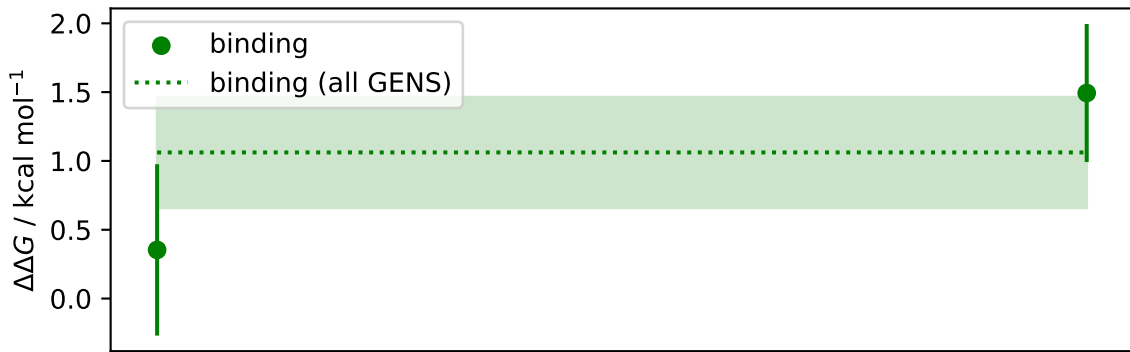 2.0
1.5
1.0
0.5
0.0
ΔΔG / kcal mol⁻¹
binding
binding (all GENS)